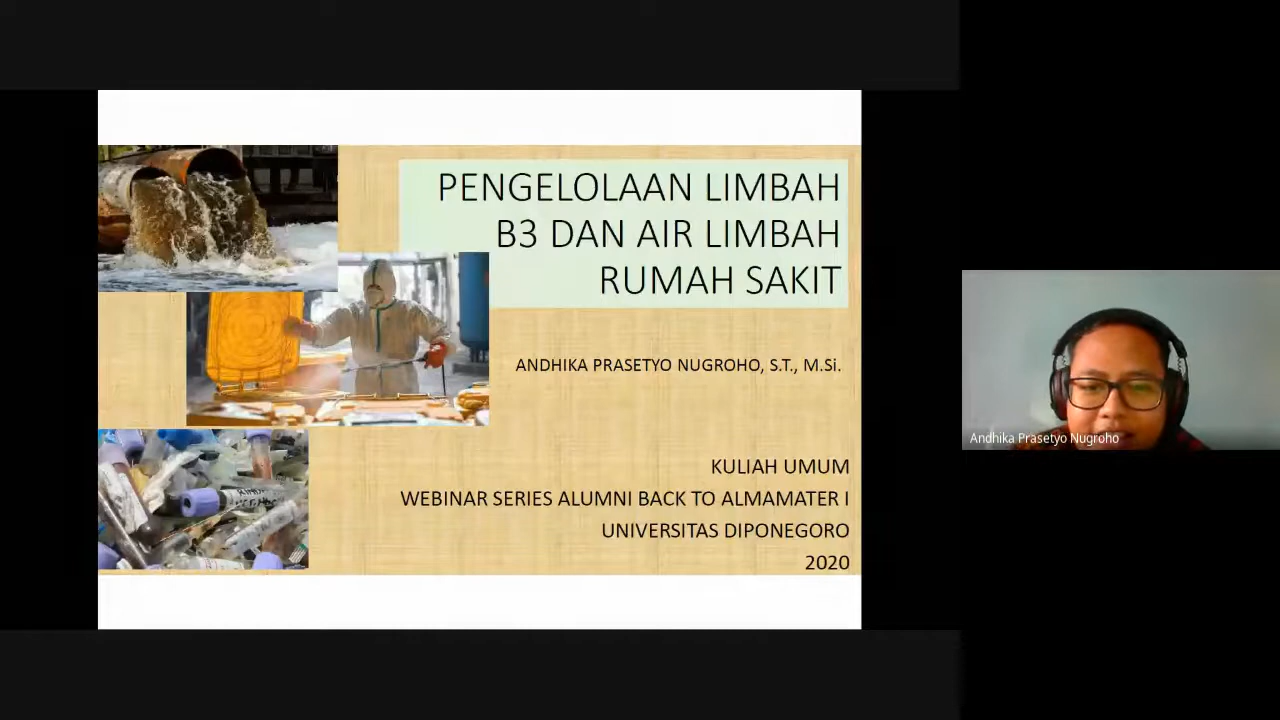 PENGELOLAAN LIMBAH
B3 DAN AIR LIMBAH
RUMAH SAKIT
ANDHIKA PRASETYO NUGROHO, S.T., M.Si.
KULIAH UMUM
WEBINAR SERIES ALUMNI BACK TO ALMAMATER I
UNIVERSITAS DIPONEGORO
2020
Andhika Prasetyo Nugroho